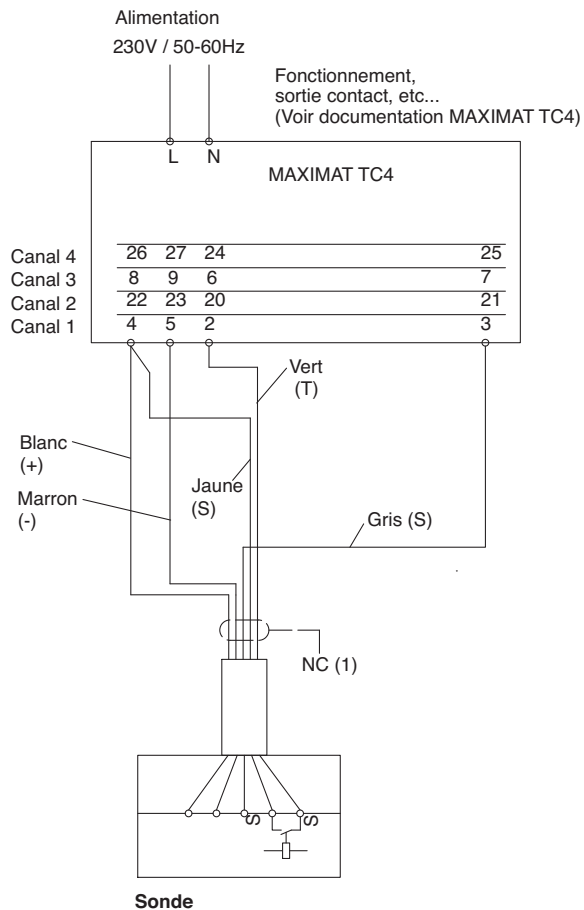 Alimentation
230V / 50-60Hz
Fonctionnement,
sortie contact, etc...
(Voir documentation MAXIMAT TC4)
L N
MAXIMAT TC4
Canal 4 26 27 24 25
Canal 3 8 9 6 7
Canal 2 22 23 20 21
Canal 1 4 5 2 3
Vert
(T)
Blanc
(+)
Jaune
(S)
Marron
(-)
Gris (S)
NC (1)
S S
Sonde